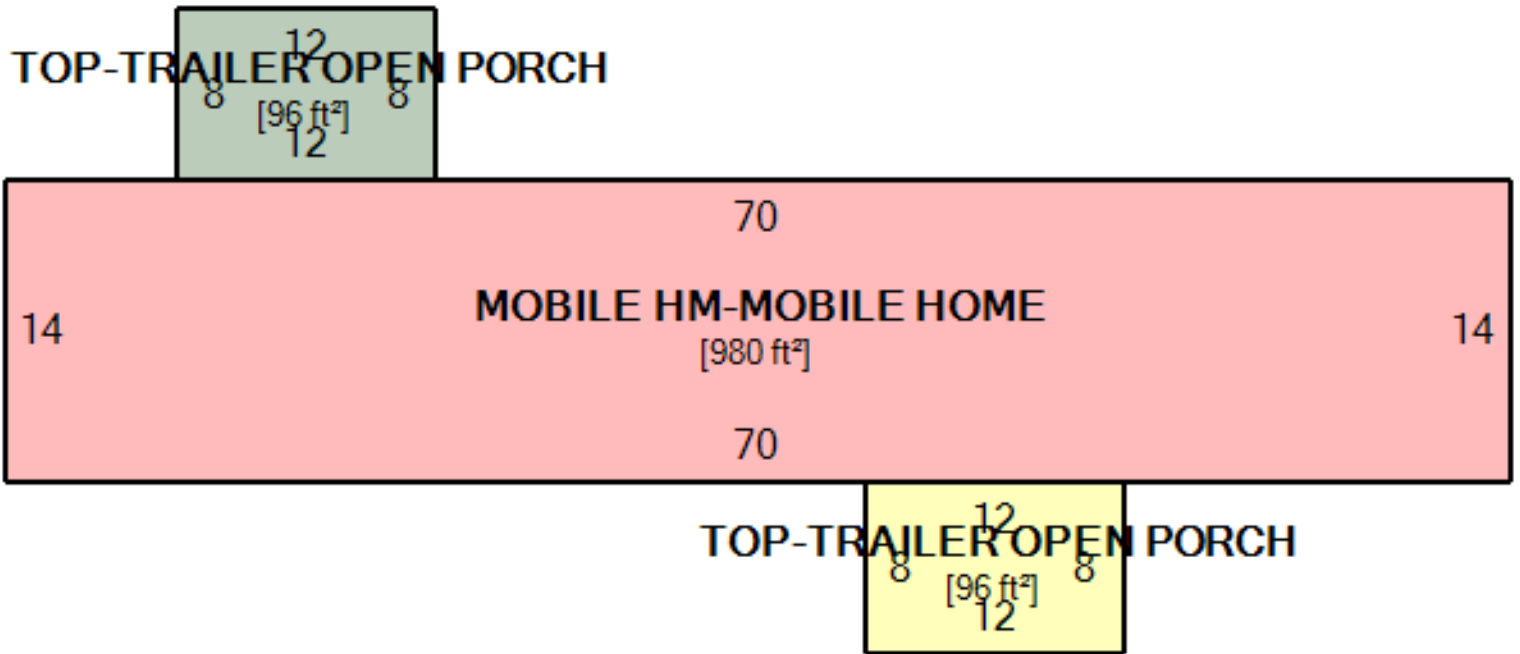 12
TOP-TRAILER OPEN PORCH
8 8
[96 ft²]
12
70
MOBILE HM-MOBILE HOME
14 14
[980 ft²]
70
12
TOP-TRAILER OPEN PORCH
8 8
[96 ft²]
12